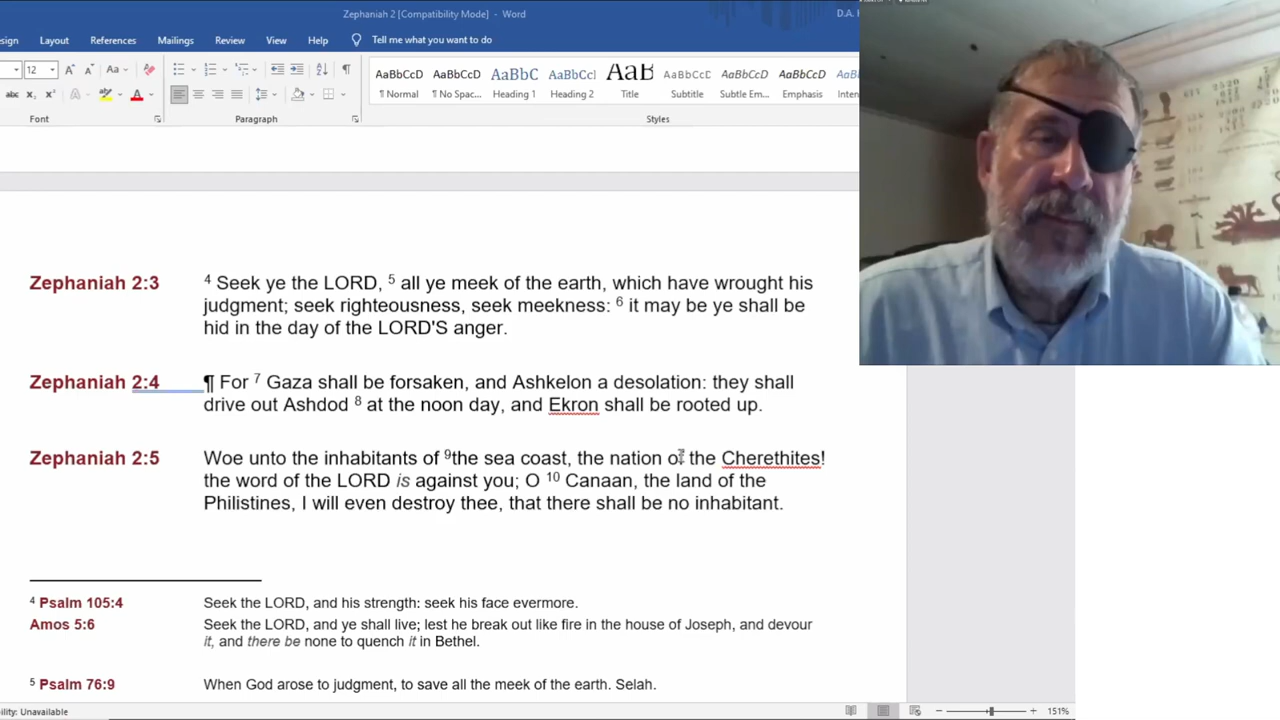 Zephaniah 2 [Compatibility Mode] - Word
D.A.
sign Layout References Mailings Review View Help Tell me what you want to do
12 Aa
abc x₂ x² A A
AaBbCcD AaBbCcD AaBbC AaBbCcI AaB AaBbCcD AaBbCcD AaBbCcD AaBb
¶ Normal ¶ No Spac... Heading 1 Heading 2 Title Subtitle Subtle Em... Emphasis Inten
Font Paragraph Styles
Zephaniah 2:3 ⁴ Seek ye the LORD, ⁵ all ye meek of the earth, which have wrought his
judgment; seek righteousness, seek meekness: ⁶ it may be ye shall be
hid in the day of the LORD'S anger.
Zephaniah 2:4 ¶ For ⁷ Gaza shall be forsaken, and Ashkelon a desolation: they shall
drive out Ashdod ⁸ at the noon day, and Ekron shall be rooted up.
Zephaniah 2:5 Woe unto the inhabitants of ⁹the sea coast, the nation of the Cherethites!
the word of the LORD is against you; O ¹⁰ Canaan, the land of the
Philistines, I will even destroy thee, that there shall be no inhabitant.
⁴ Psalm 105:4 Seek the LORD, and his strength: seek his face evermore.
Amos 5:6 Seek the LORD, and ye shall live; lest he break out like fire in the house of Joseph, and devour
it, and there be none to quench it in Bethel.
⁵ Psalm 76:9 When God arose to judgment, to save all the meek of the earth. Selah.
bility: Unavailable 151%